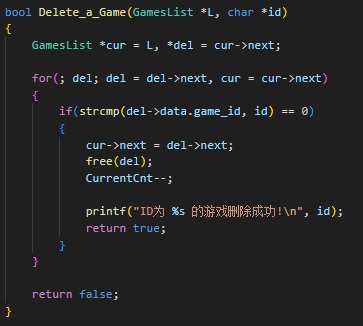 bool Delete_a_Game(GamesList *L, char *id)
{
    GamesList *cur = L, *del = cur->next;

    for(; del; del = del->next, cur = cur->next)
    {
        if(strcmp(del->data.game_id, id) == 0)
        {
            cur->next = del->next;
            free(del);
            CurrentCnt--;

            printf("ID为 %s 的游戏删除成功!\n", id);
            return true;
        }
    }

    return false;
}